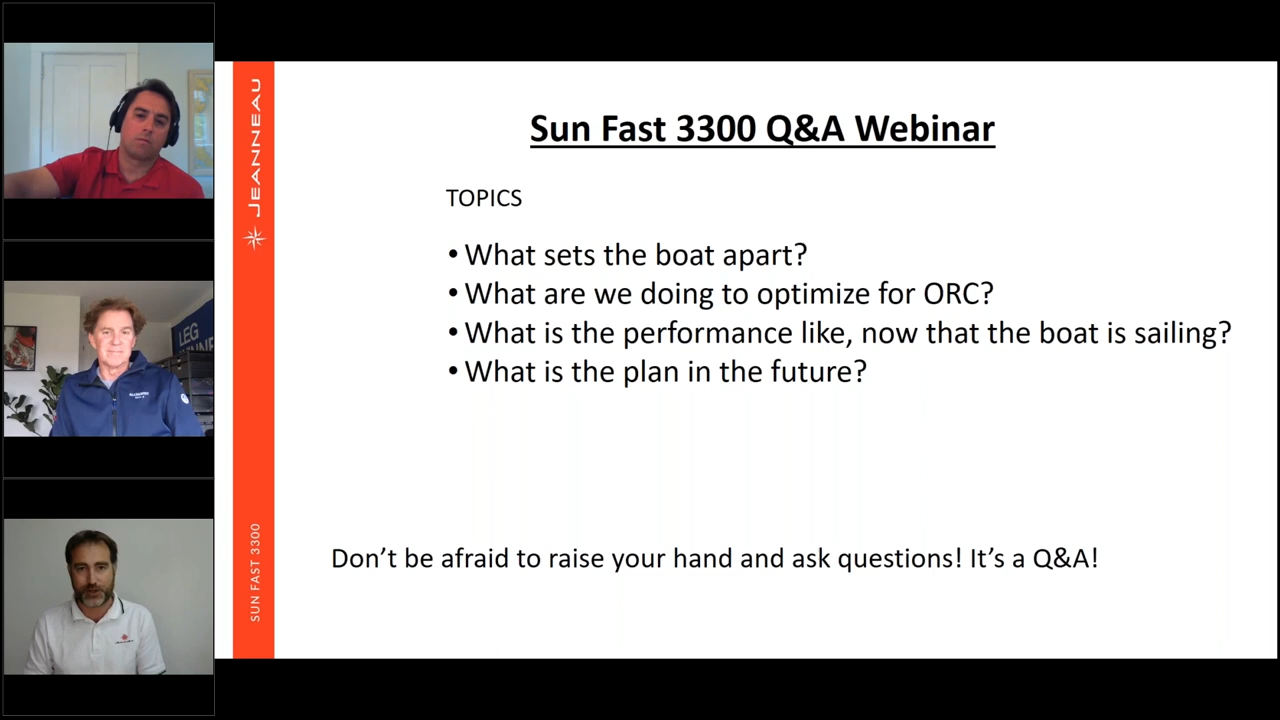 JEANNEAU
SUN FAST 3300
Sun Fast 3300 Q&A Webinar
TOPICS
• What sets the boat apart?
• What are we doing to optimize for ORC?
• What is the performance like, now that the boat is sailing?
• What is the plan in the future?
Don’t be afraid to raise your hand and ask questions! It’s a Q&A!
LEG